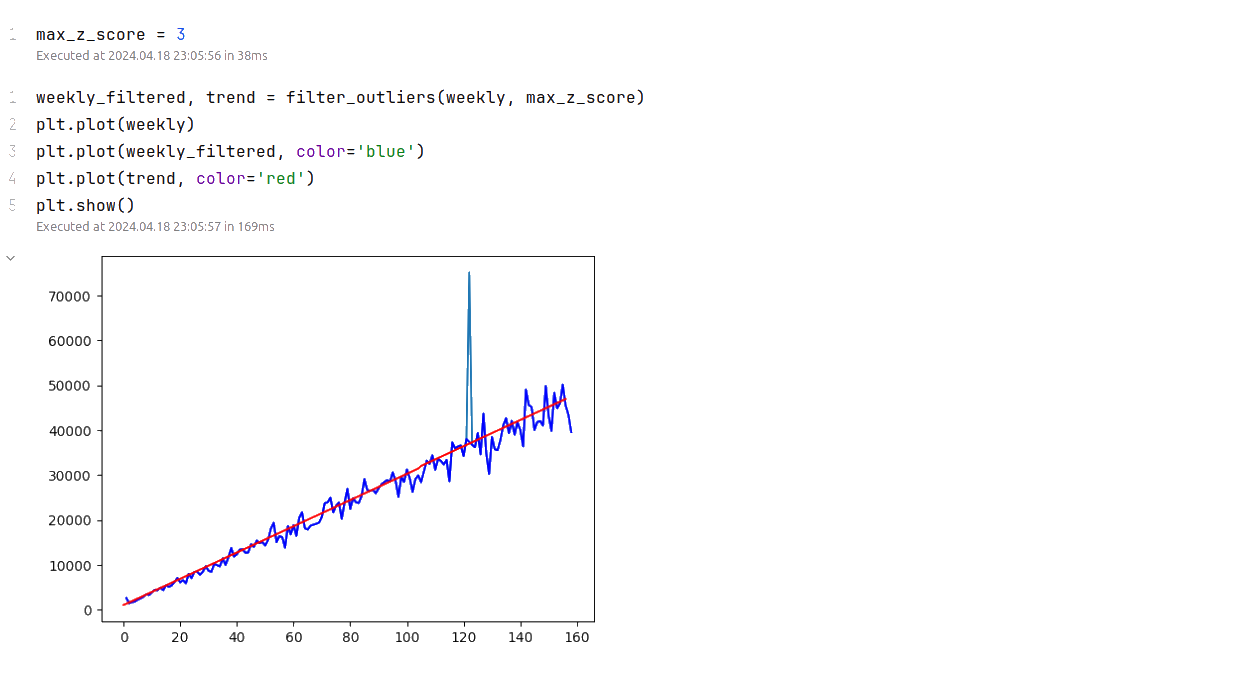 1 max_z_score = 3
Executed at 2024.04.18 23:05:56 in 38ms
1 weekly_filtered, trend = filter_outliers(weekly, max_z_score)
2 plt.plot(weekly)
3 plt.plot(weekly_filtered, color='blue')
4 plt.plot(trend, color='red')
5 plt.show()
Executed at 2024.04.18 23:05:57 in 169ms
70000
60000
50000
40000
30000
20000
10000
0
0 20 40 60 80 100 120 140 160